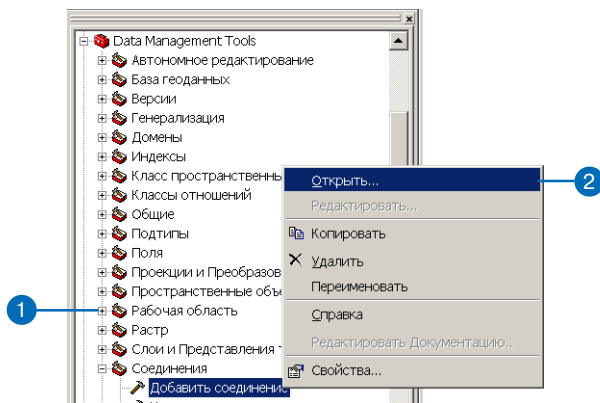 Data Management Tools
Автономное редактирование
База геоданных
Версии
Генерализация
Домены
Индексы
Класс пространственн
Классы отношений
Общие
Подтипы
Поля
Проекции и Преобразов
Пространственные объе
1
Рабочая область
Растр
Слои и Представления
Соединения
Добавить соединение
Открыть...
2
Редактировать...
Копировать
Удалить
Переименовать
Справка
Редактировать Документацию..
Свойства...